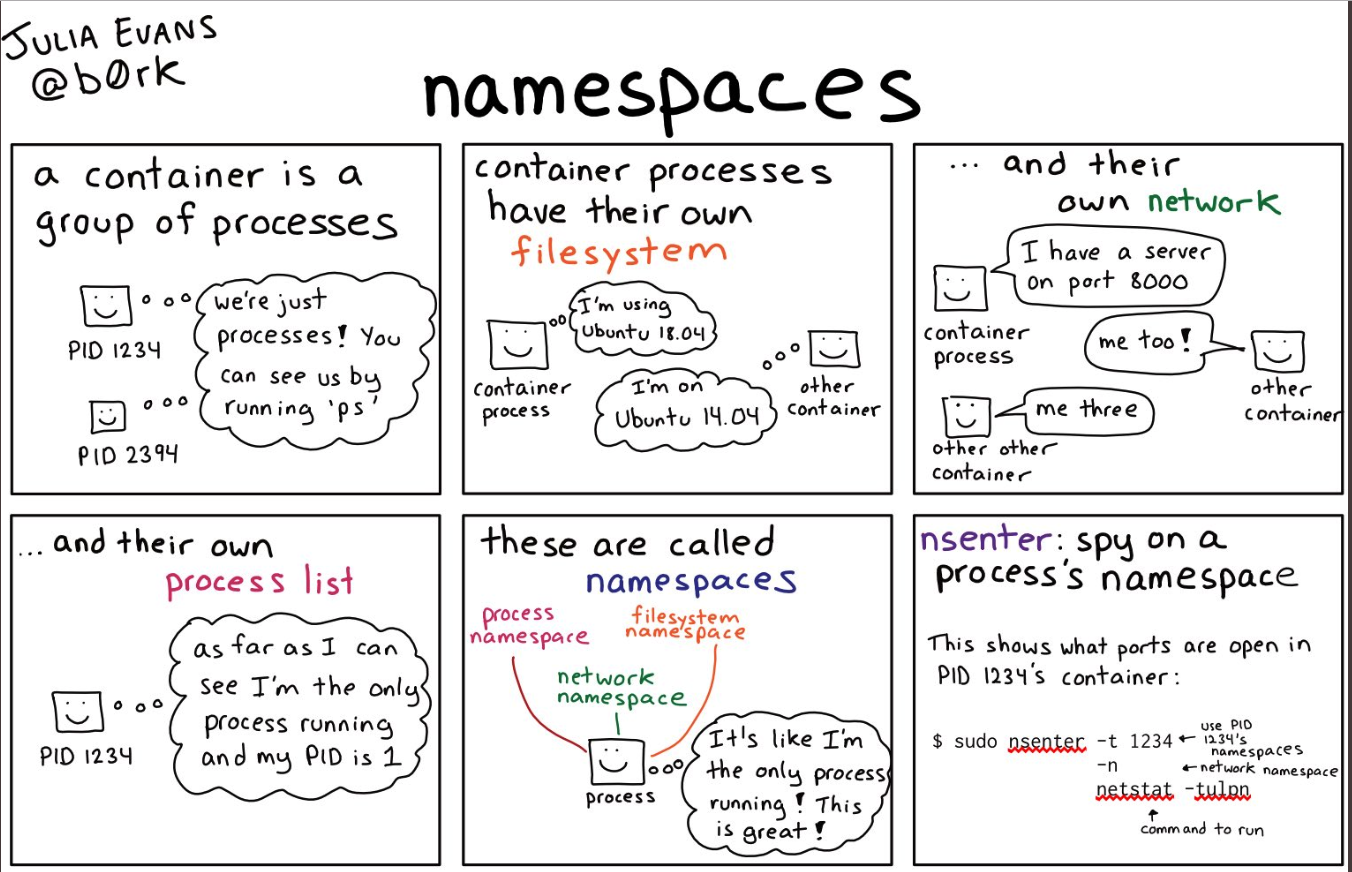 JULIA EVANS
@b0rk
namespaces
a container is a
group of processes
PID 1234
we're just
processes! You
can see us by
running 'ps'
PID 2394
container processes
have their own
filesystem
I'm using
Ubuntu 18.04
container
process
I'm on
Ubuntu 14.04
other
container
... and their
own network
I have a server
on port 8000
container
process
me too!
other
container
me three
other other
container
... and their own
process list
as far as I can
see I'm the only
process running
and my PID is 1
PID 1234
these are called
namespaces
process
namespace
filesystem
namespace
network
namespace
process
It's like I'm
the only process
running! This
is great!
nsenter: spy on a
process's namespace
This shows what ports are open in
PID 1234's container:
$ sudo nsenter -t 1234
use PID
1234's
namespaces
-n
network namespace
netstat -tulpn
command to run